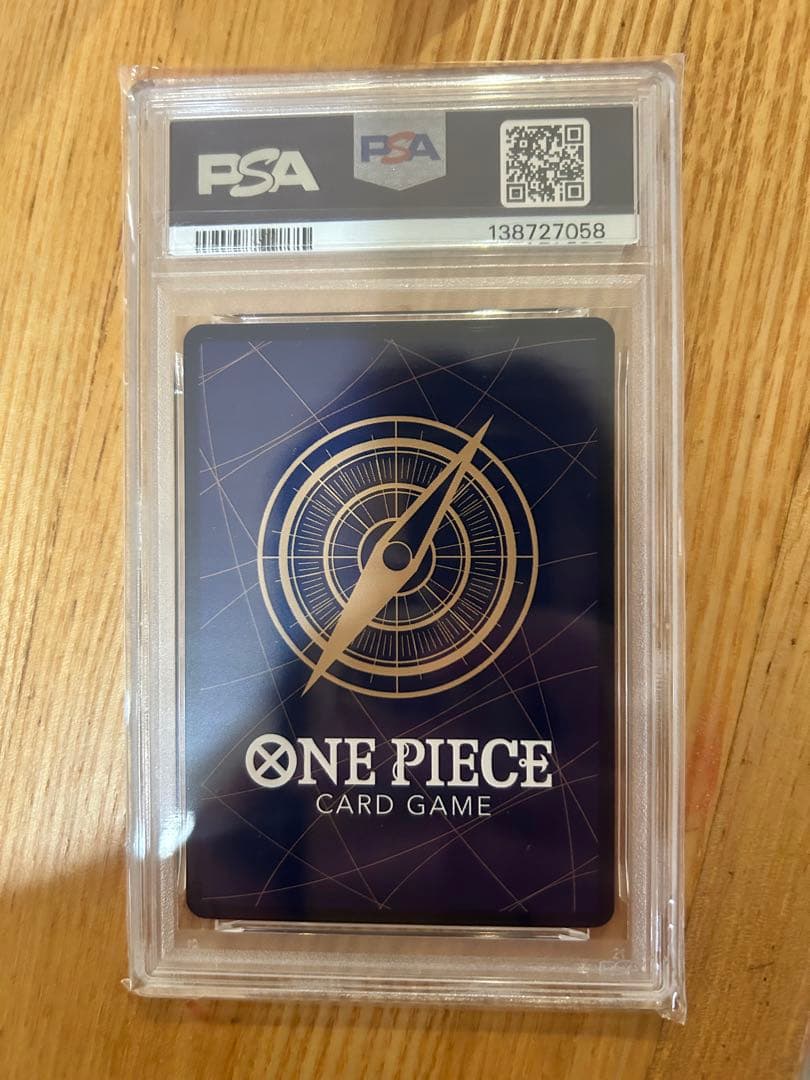 PSA
PSA
138727058
ONE PIECE
CARD GAME